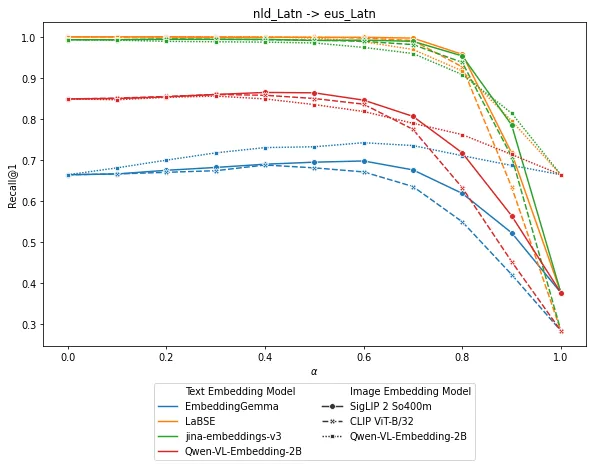 nld_Latn -> eus_Latn
1.0
0.9
0.8
0.7
0.6
0.5
0.4
0.3
Recall@1
0.0 0.2 0.4 0.6 0.8 1.0
α
Text Embedding Model Image Embedding Model
EmbeddingGemma SigLIP 2 So400m
LaBSE CLIP ViT-B/32
jina-embeddings-v3 Qwen-VL-Embedding-2B
Qwen-VL-Embedding-2B